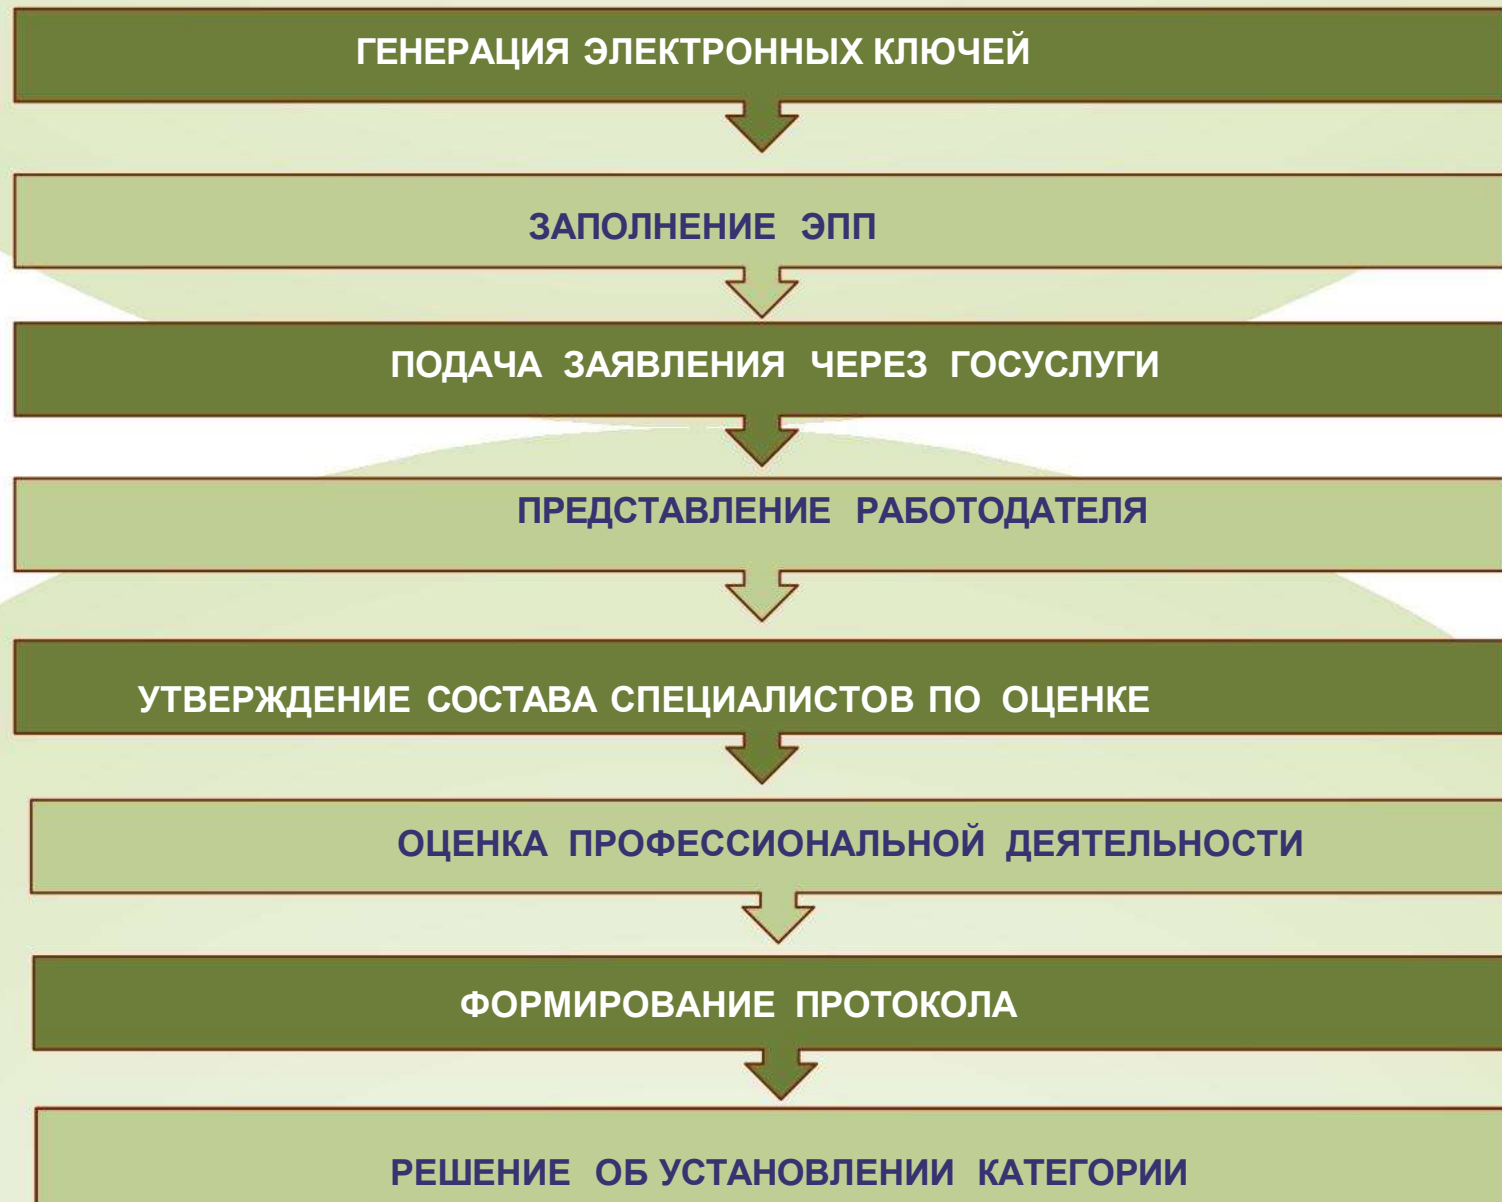 ГЕНЕРАЦИЯ ЭЛЕКТРОННЫХ КЛЮЧЕЙ
ЗАПОЛНЕНИЕ ЭПП
ПОДАЧА ЗАЯВЛЕНИЯ ЧЕРЕЗ ГОСУСЛУГИ
ПРЕДСТАВЛЕНИЕ РАБОТОДАТЕЛЯ
УТВЕРЖДЕНИЕ СОСТАВА СПЕЦИАЛИСТОВ ПО ОЦЕНКЕ
ОЦЕНКА ПРОФЕССИОНАЛЬНОЙ ДЕЯТЕЛЬНОСТИ
ФОРМИРОВАНИЕ ПРОТОКОЛА
РЕШЕНИЕ ОБ УСТАНОВЛЕНИИ КАТЕГОРИИ